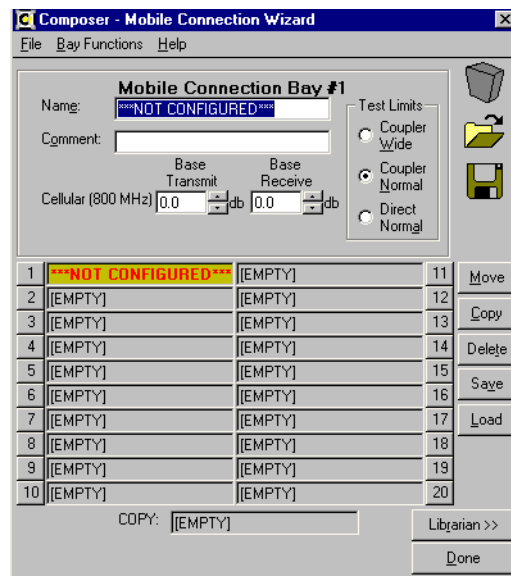 Composer - Mobile Connection Wizard
File Bay Functions Help
Mobile Connection Bay #1
Name: ***NOT CONFIGURED***
Comment:
Base Transmit Base Receive
Cellular (800 MHz) 0.0 db 0.0 db
Test Limits
Coupler Wide
Coupler Normal
Direct Normal
1 ***NOT CONFIGURED*** [EMPTY] 11
2 [EMPTY] [EMPTY] 12
3 [EMPTY] [EMPTY] 13
4 [EMPTY] [EMPTY] 14
5 [EMPTY] [EMPTY] 15
6 [EMPTY] [EMPTY] 16
7 [EMPTY] [EMPTY] 17
8 [EMPTY] [EMPTY] 18
9 [EMPTY] [EMPTY] 19
10 [EMPTY] [EMPTY] 20
Move
Copy
Delete
Save
Load
COPY: [EMPTY]
Librarian >>
Done